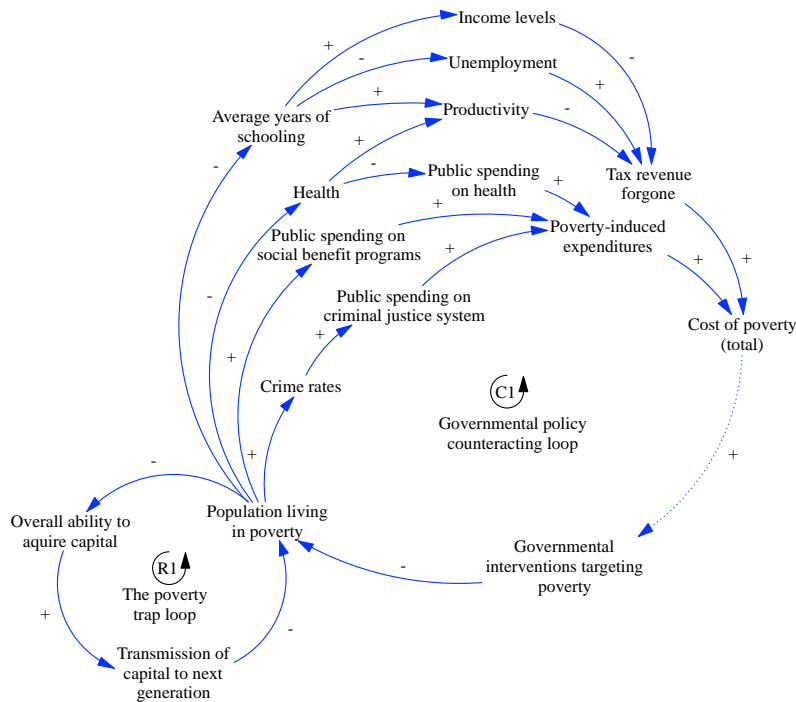 Income levels
+
-
-
Unemployment
+
+
Average years of
schooling
Productivity
-
-
+
-
Public spending
on health
+
Tax revenue
forgone
Health
+
Poverty-induced
expenditures
Public spending on
social benefit programs
+
+
+
-
Public spending on
criminal justice system
Cost of poverty
(total)
+
+
Crime rates
C1
Governmental policy
counteracting loop
+
+
-
Overall ability to
aquire capital
Population living
in poverty
R1
The poverty
trap loop
-
Governmental
interventions targeting
poverty
+
-
Transmission of
capital to next
generation